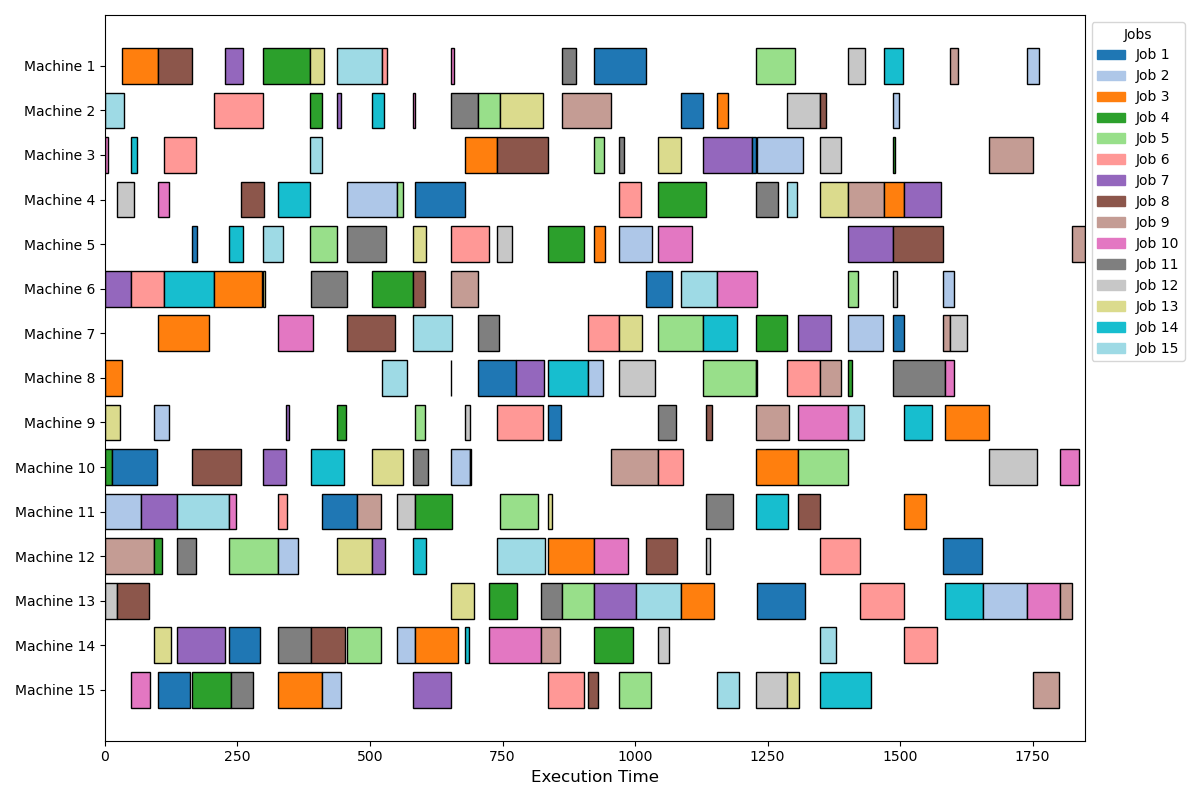 Machine 1
Machine 2
Machine 3
Machine 4
Machine 5
Machine 6
Machine 7
Machine 8
Machine 9
Machine 10
Machine 11
Machine 12
Machine 13
Machine 14
Machine 15
0 250 500 750 1000 1250 1500 1750
Execution Time
Jobs
Job 1
Job 2
Job 3
Job 4
Job 5
Job 6
Job 7
Job 8
Job 9
Job 10
Job 11
Job 12
Job 13
Job 14
Job 15